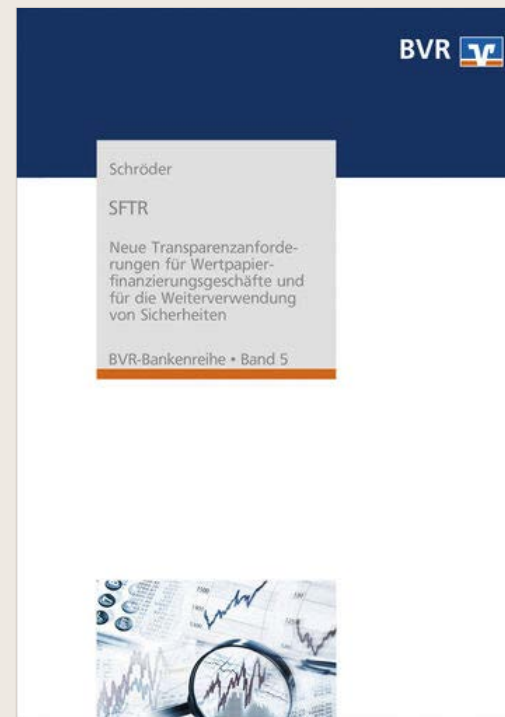 BVR
Schröder
SFTR
Neue Transparenzanforde-
rungen für Wertpapier-
finanzierungsgeschäfte und
für die Weiterverwendung
von Sicherheiten
BVR-Bankenreihe • Band 5